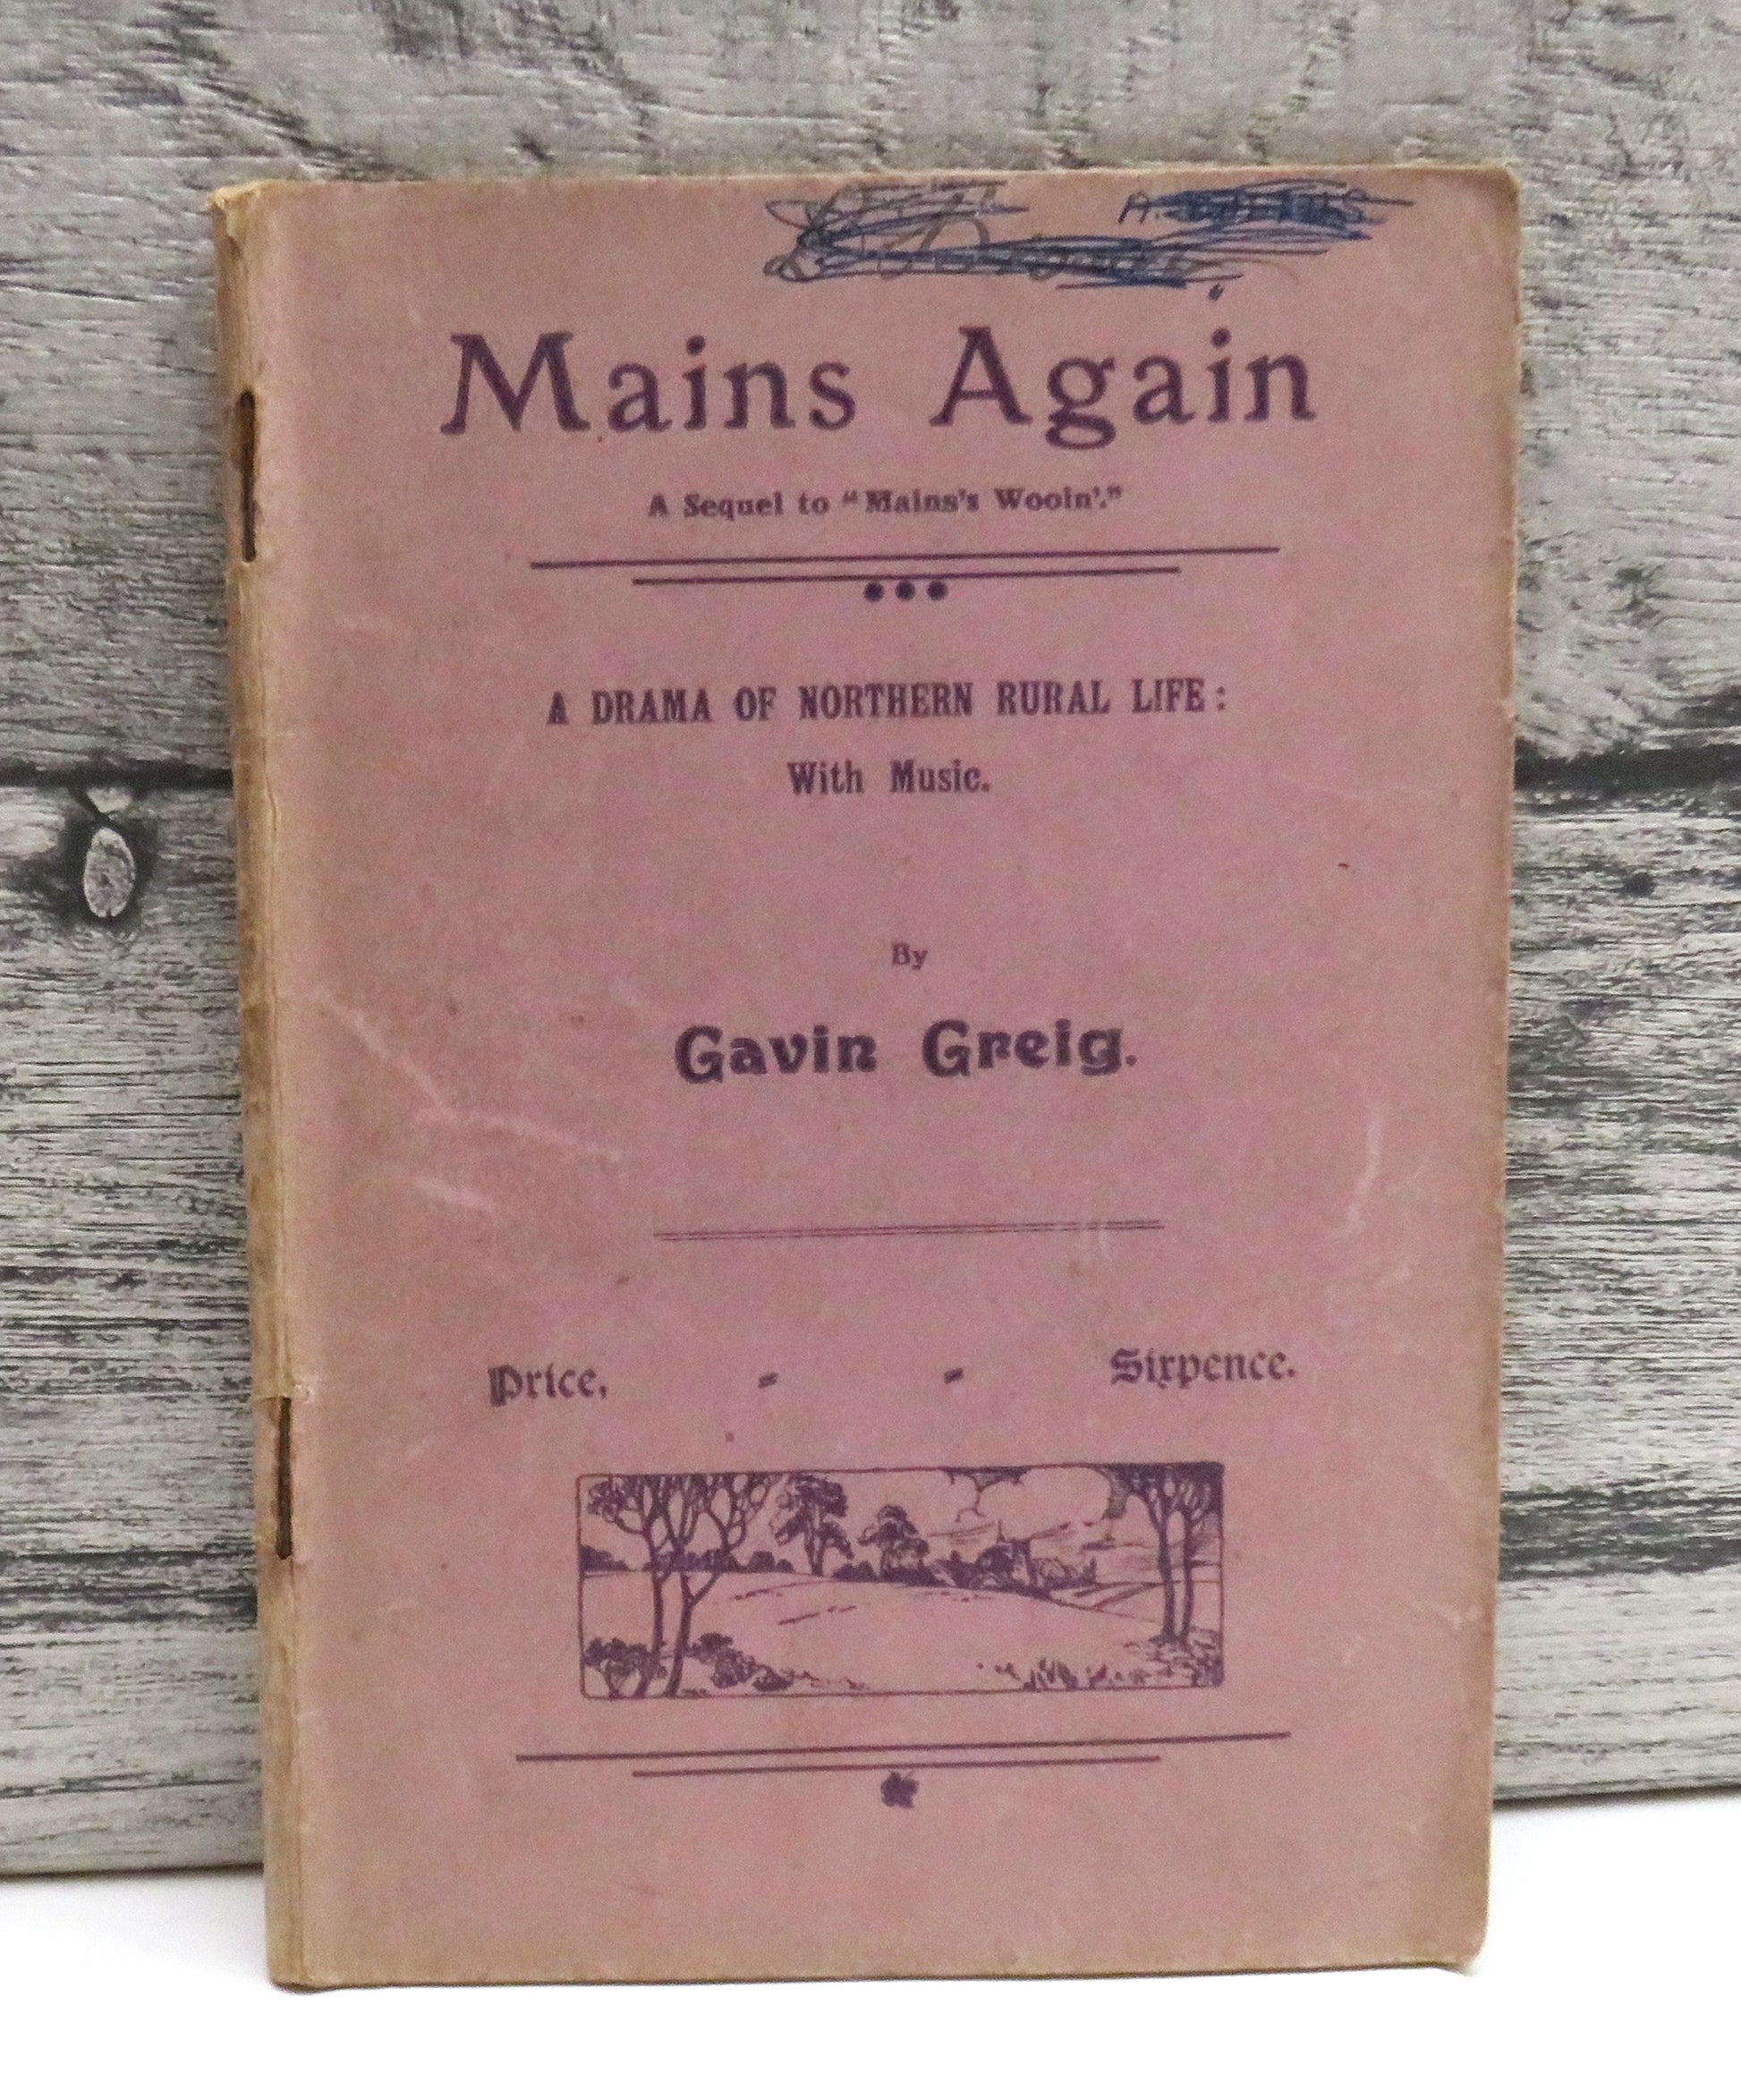 Mains Again
A Sequel to "Mains's Wooin'."
A DRAMA OF NORTHERN RURAL LIFE:
With Music.
By
Gavin Greig.
Price, - - Sixpence.